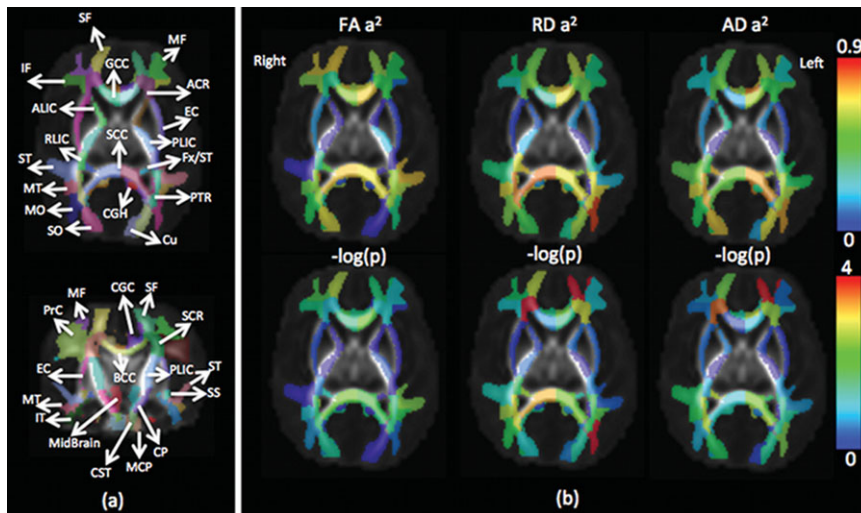 SF
MF
GCC
IF
ACR
ALIC
EC
SCC
PLIC
RLIC
Fx/ST
ST
MT
PTR
MO
CGH
SO
Cu
CGC
SF
MF
PrC
SCR
EC
BCC
PLIC
ST
SS
MT
IT
MidBrain
CP
CST
MCP
(a)
FA a²
RD a²
AD a²
Right
Left
0.9
0
-log(p)
-log(p)
-log(p)
4
0
(b)